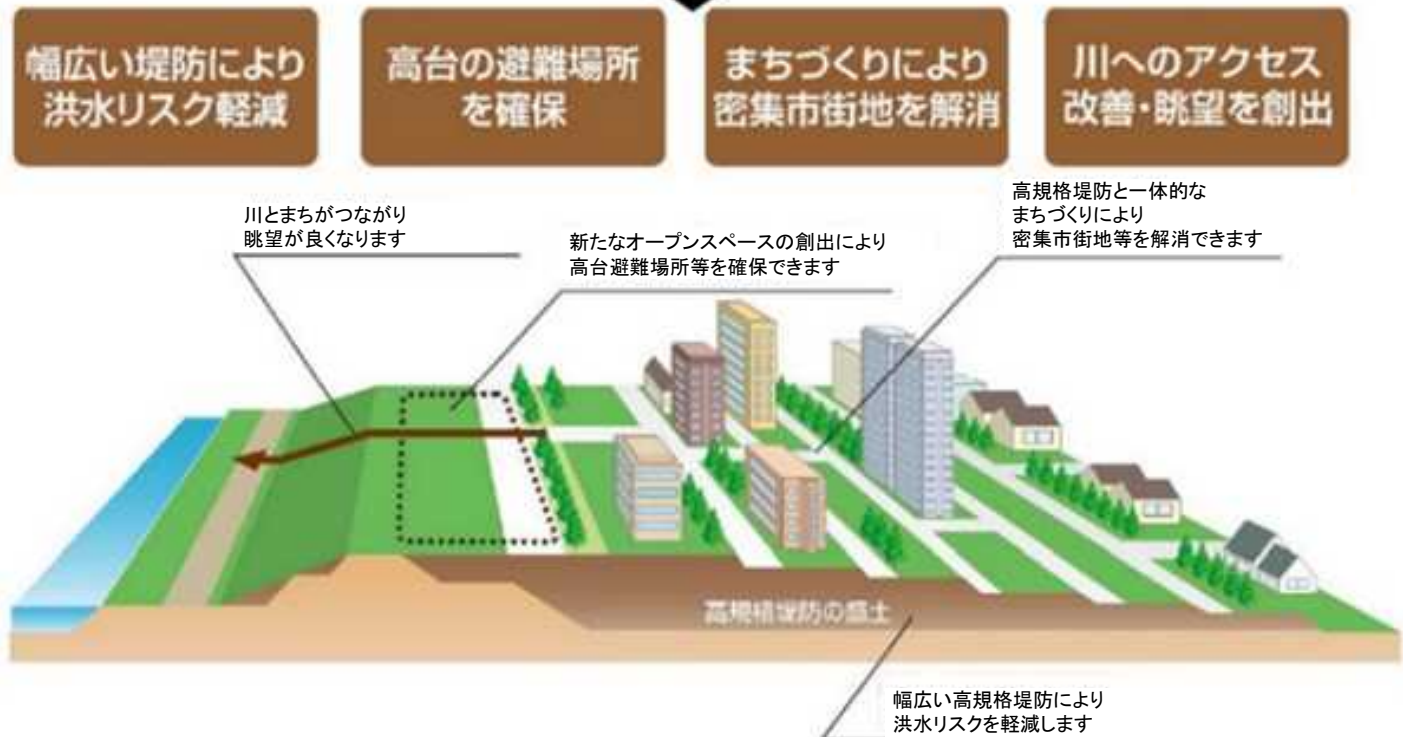 幅広い堤防により
洪水リスク軽減
高台の避難場所
を確保
まちづくりにより
密集市街地を解消
川へのアクセス
改善・眺望を創出
川とまちがつながり
眺望が良くなります
新たなオープンスペースの創出により
高台避難場所等を確保できます
高規格堤防と一体的な
まちづくりにより
密集市街地等を解消できます
高規格堤防の盛土
幅広い高規格堤防により
洪水リスクを軽減します